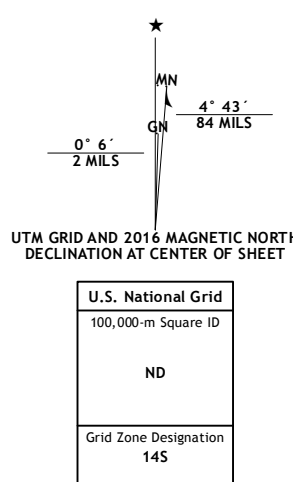 ★
MN
4° 43´
84 MILS
GN
0° 6´
2 MILS
UTM GRID AND 2016 MAGNETIC NORTH
DECLINATION AT CENTER OF SHEET
U.S. National Grid
100,000-m Square ID
ND
Grid Zone Designation
14S